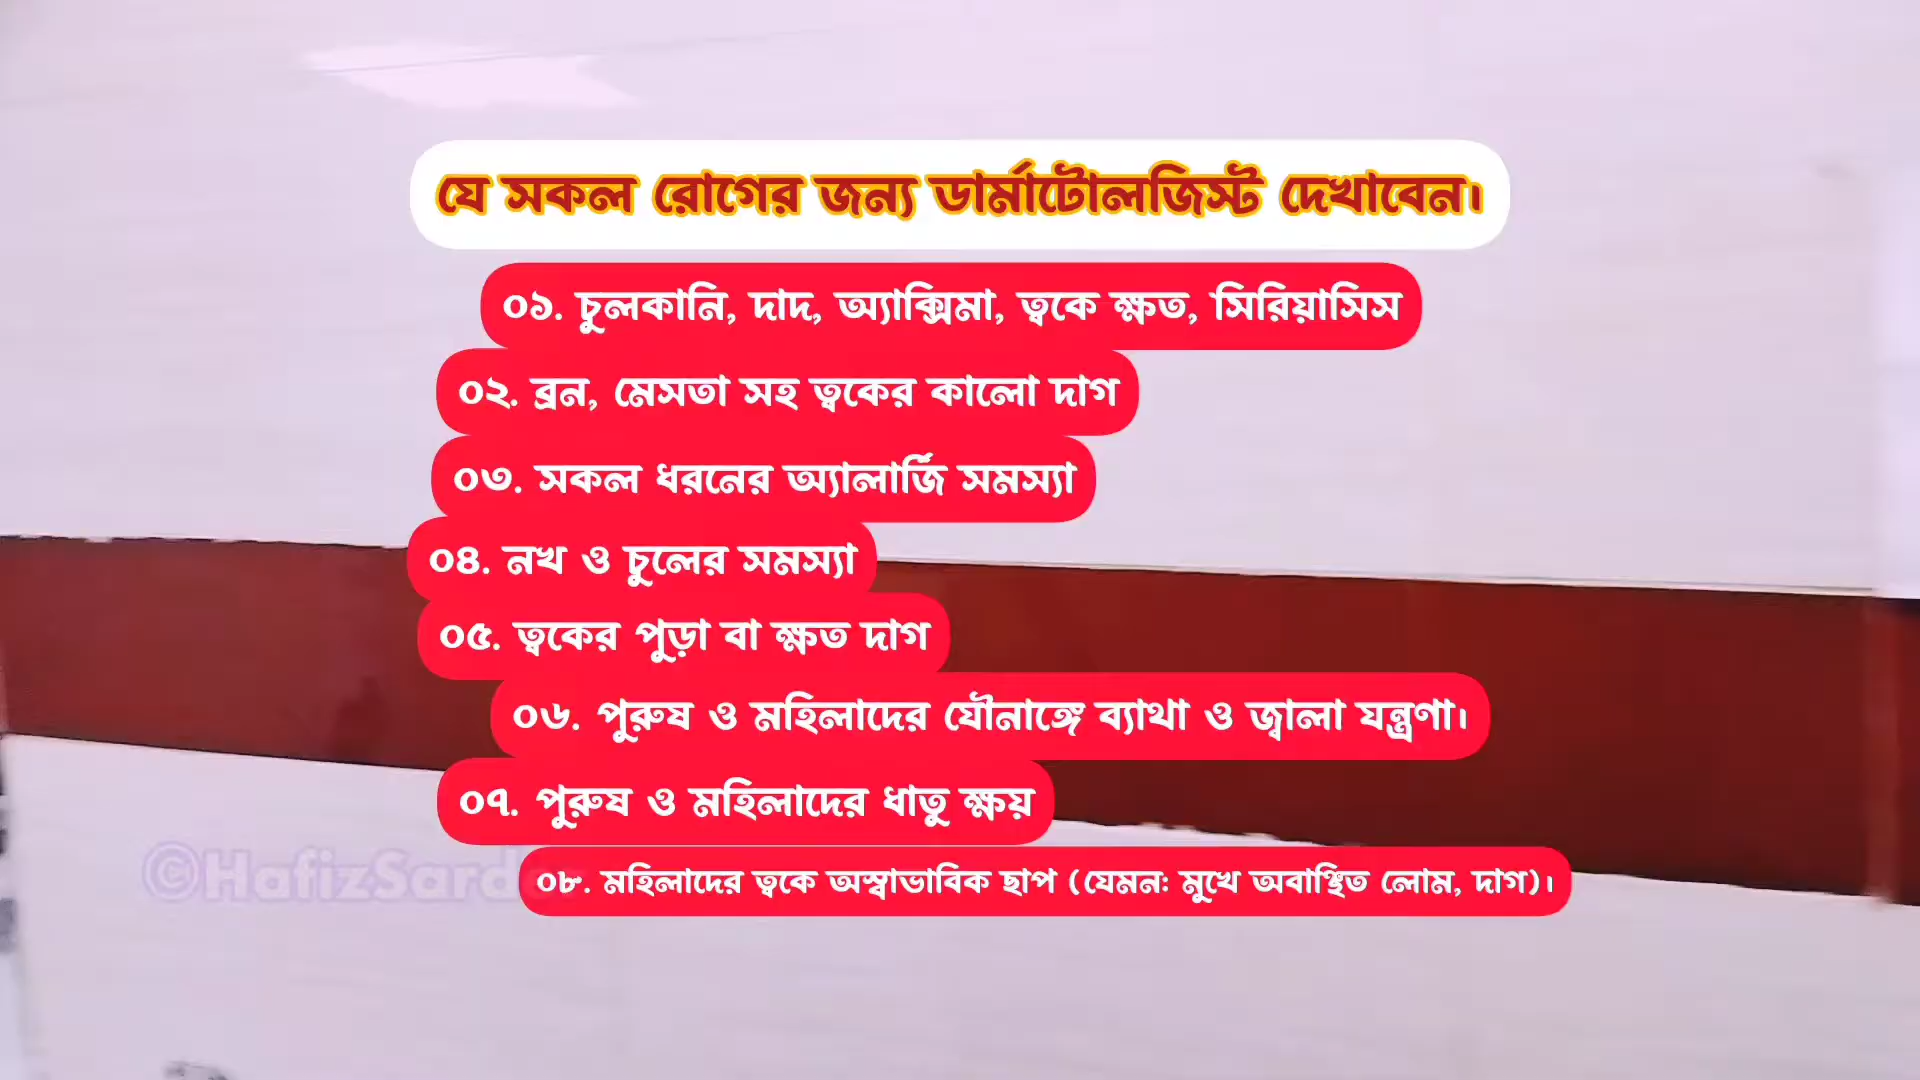 যে সকল রোগের জন্য ডার্মাটোলজিস্ট দেখাবেন।
০১. চুলকানি, দাদ, অ্যাক্সিমা, ত্বকে ক্ষত, সিরিয়াসিস
০২. ব্রন, মেসতা সহ ত্বকের কালো দাগ
০৩. সকল ধরনের অ্যালার্জি সমস্যা
০৪. নখ ও চুলের সমস্যা
০৫. ত্বকের পুড়া বা ক্ষত দাগ
০৬. পুরুষ ও মহিলাদের যৌনাঙ্গে ব্যাথা ও জ্বালা যন্ত্রণা।
০৭. পুরুষ ও মহিলাদের ধাতু ক্ষয়
০৮. মহিলাদের ত্বকে অস্বাভাবিক ছাপ (যেমন: মুখে অবাঞ্ছিত লোম, দাগ)।